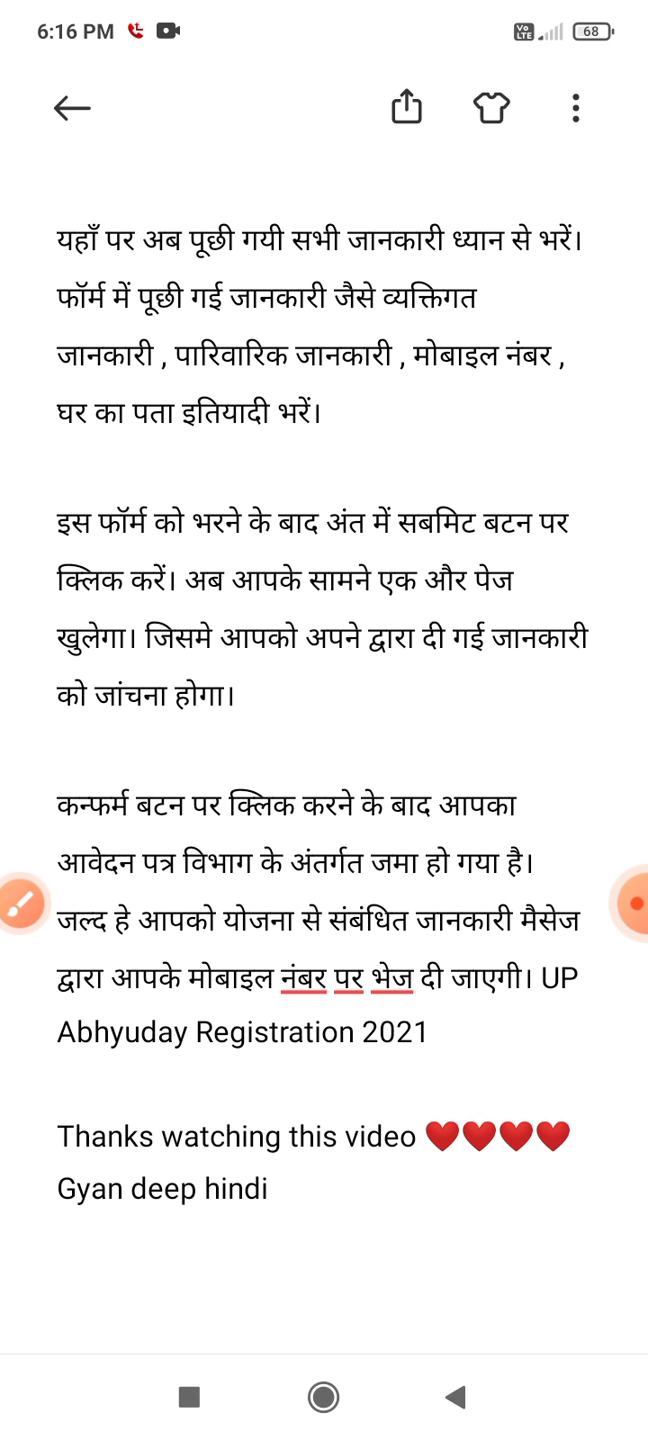 6:16 PM
Vo LTE
68
यहाँ पर अब पूछी गयी सभी जानकारी ध्यान से भरें।
फॉर्म में पूछी गई जानकारी जैसे व्यक्तिगत
जानकारी , पारिवारिक जानकारी , मोबाइल नंबर ,
घर का पता इतियादी भरें।
इस फॉर्म को भरने के बाद अंत में सबमिट बटन पर
क्लिक करें। अब आपके सामने एक और पेज
खुलेगा। जिसमे आपको अपने द्वारा दी गई जानकारी
को जांचना होगा।
कन्फर्म बटन पर क्लिक करने के बाद आपका
आवेदन पत्र विभाग के अंतर्गत जमा हो गया है।
जल्द हे आपको योजना से संबंधित जानकारी मैसेज
द्वारा आपके मोबाइल नंबर पर भेज दी जाएगी। UP
Abhyuday Registration 2021
Thanks watching this video ❤️❤️❤️❤️
Gyan deep hindi